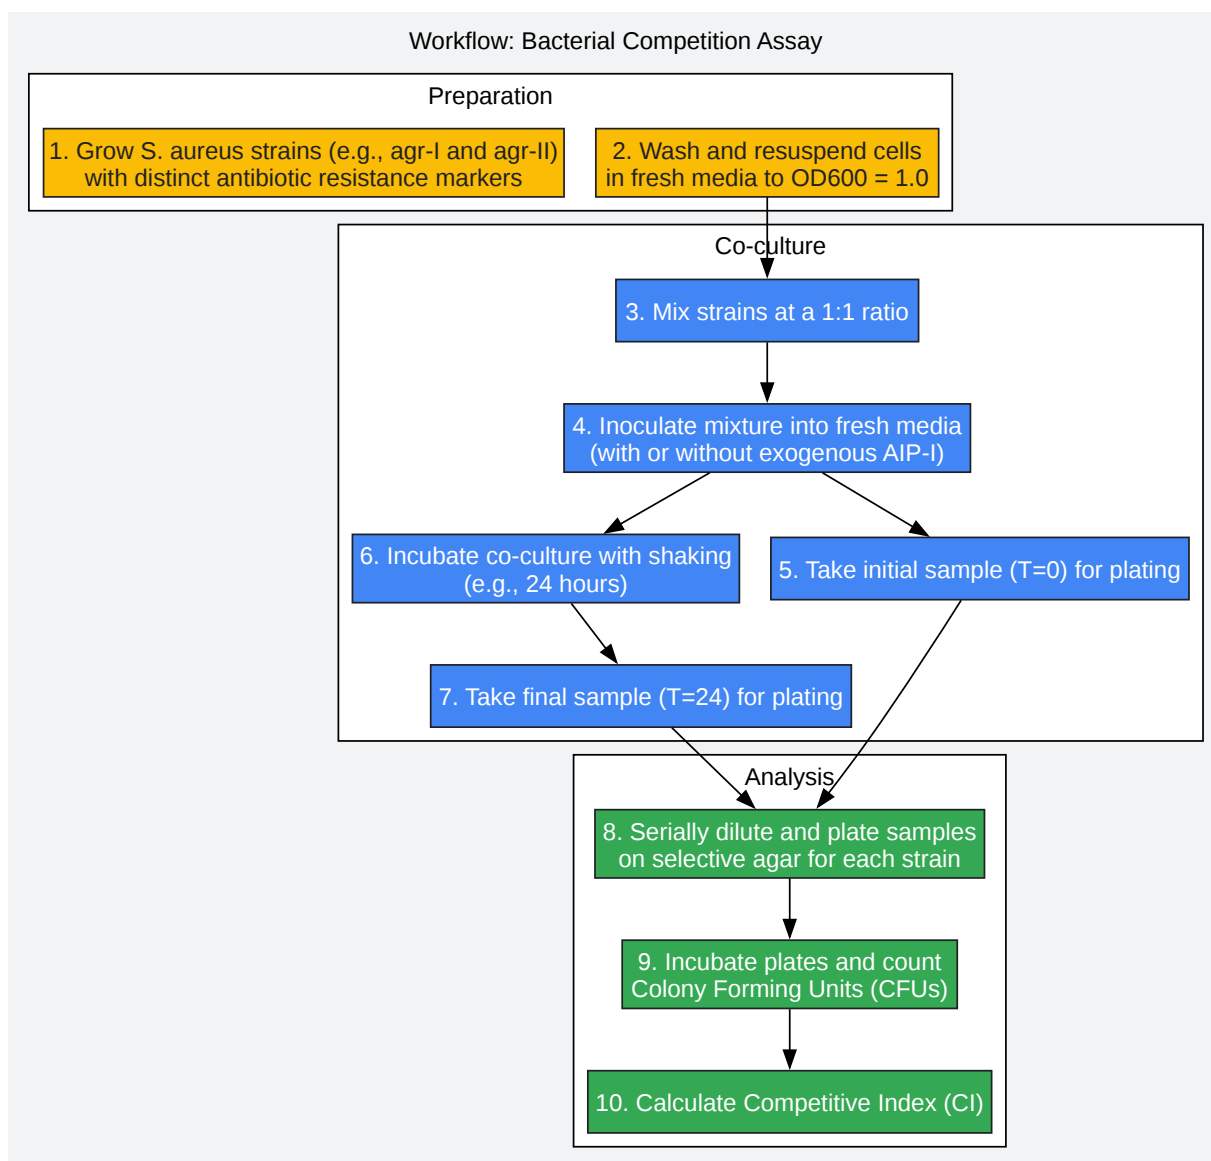 Workflow: Bacterial Competition Assay
Preparation
1. Grow S. aureus strains (e.g., agr-I and agr-II)
with distinct antibiotic resistance markers
2. Wash and resuspend cells
in fresh media to OD600 = 1.0
Co-culture
3. Mix strains at a 1:1 ratio
4. Inoculate mixture into fresh media
(with or without exogenous AIP-I)
6. Incubate co-culture with shaking
(e.g., 24 hours)
5. Take initial sample (T=0) for plating
7. Take final sample (T=24) for plating
Analysis
8. Serially dilute and plate samples
on selective agar for each strain
9. Incubate plates and count
Colony Forming Units (CFUs)
10. Calculate Competitive Index (CI)